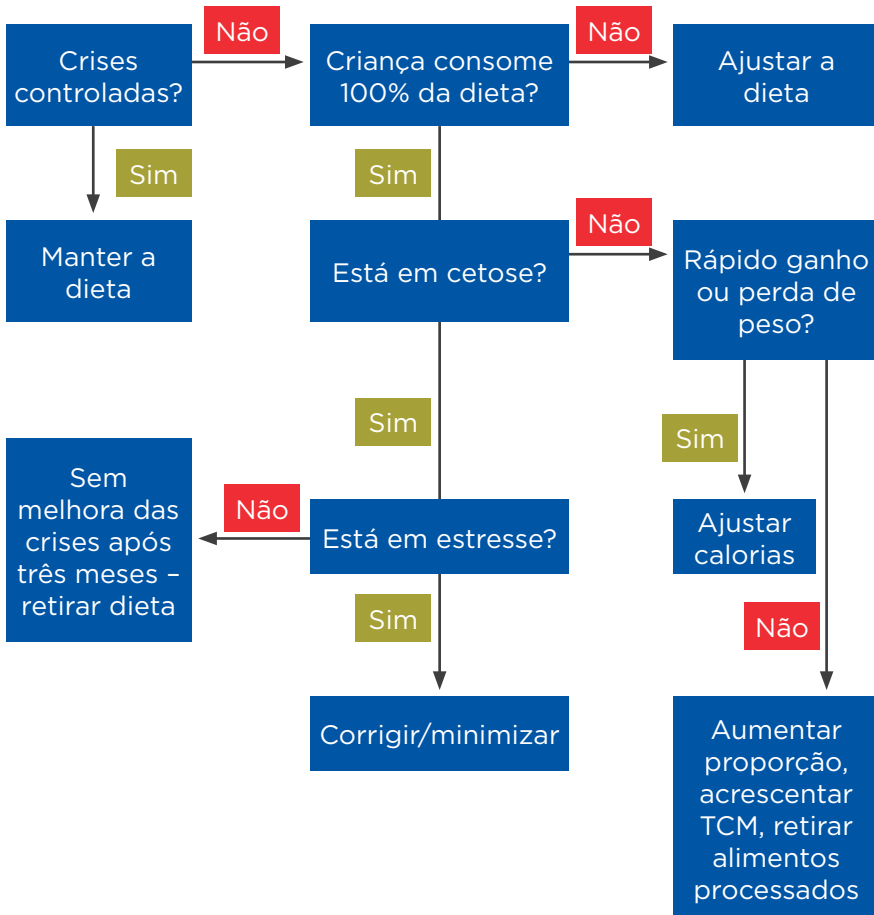 Não
Não
Crises
controladas?
Criança consome
100% da dieta?
Ajustar a
dieta
Sim
Sim
Não
Manter a
dieta
Está em cetose?
Rápido ganho
ou perda de
peso?
Sim
Sim
Sem
melhora das
crises após
três meses –
retirar dieta
Não
Está em estresse?
Ajustar
calorias
Sim
Não
Corrigir/minimizar
Aumentar
proporção,
acrescentar
TCM, retirar
alimentos
processados